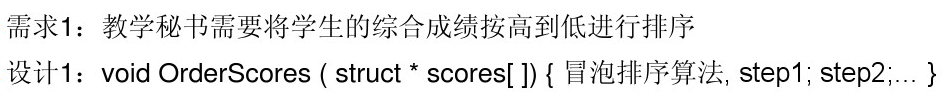 需求1：教学秘书需要将学生的综合成绩按高到低进行排序
设计1：void OrderScores ( struct * scores[ ]) { 冒泡排序算法, step1; step2;... }